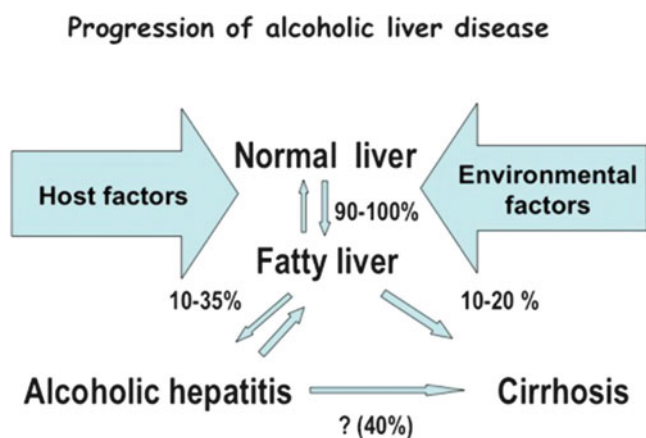 Progression of alcoholic liver disease
Normal liver
Host factors
Environmental
factors
90-100%
Fatty liver
10-35%
10-20 %
Alcoholic hepatitis
Cirrhosis
? (40%)